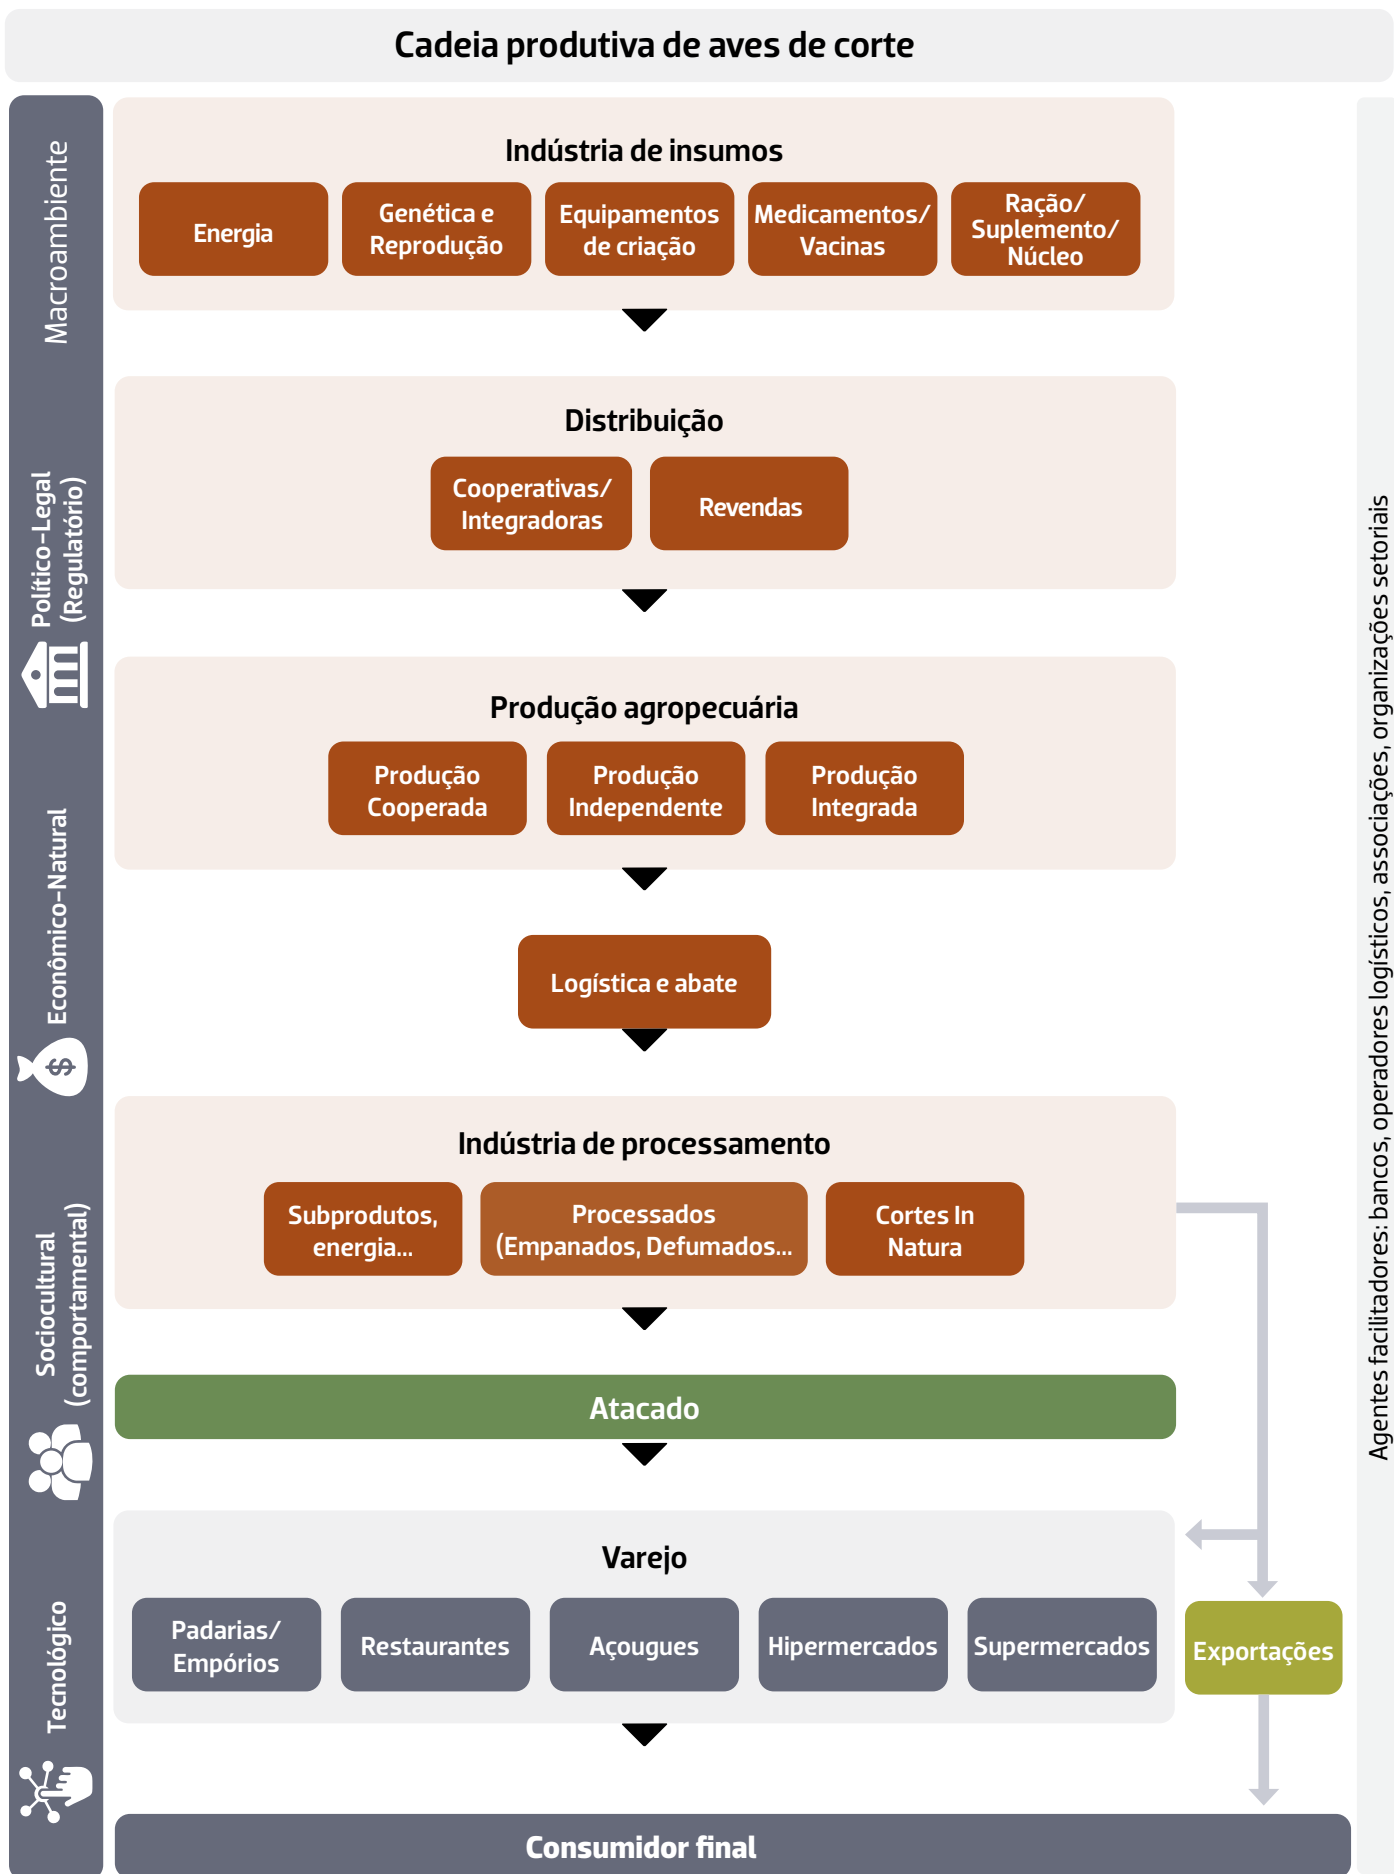 Cadeia produtiva de aves de corte
Macroambiente
Político-Legal
(Regulatório)
Econômico-Natural
Sociocultural
(comportamental)
Tecnológico
Indústria de insumos
Energia
Genética e
Reprodução
Equipamentos
de criação
Medicamentos/
Vacinas
Ração/
Suplemento/
Núcleo
Distribuição
Cooperativas/
Integradoras
Revendas
Produção agropecuária
Produção
Cooperada
Produção
Independente
Produção
Integrada
Logística e abate
Indústria de processamento
Subprodutos,
energia...
Processados
(Empanados, Defumados...
Cortes In
Natura
Atacado
Varejo
Padarias/
Empórios
Restaurantes
Açougues
Hipermercados
Supermercados
Exportações
Consumidor final
Agentes facilitadores: bancos, operadores logísticos, associações, organizações setoriais
$